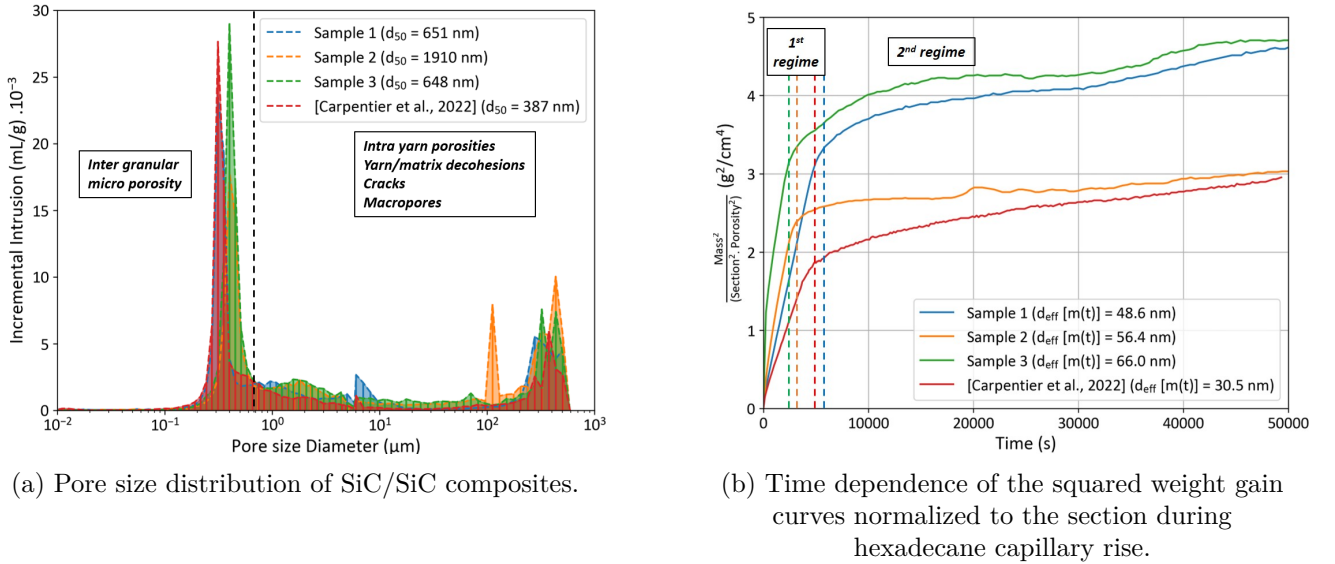 30
25
20
15
10
5
0
Incremental Intrusion (mL/g) .10⁻³
Sample 1 (d₅₀ = 651 nm)
Sample 2 (d₅₀ = 1910 nm)
Sample 3 (d₅₀ = 648 nm)
[Carpentier et al., 2022] (d₅₀ = 387 nm)
Inter granular
micro porosity
Intra yarn porosities
Yarn/matrix decohesions
Cracks
Macropores
10⁻² 10⁻¹ 10⁰ 10¹ 10² 10³
Pore size Diameter (μm)
(a) Pore size distribution of SiC/SiC composites.
5
4
3
2
1
0
Mass² / (Section². Porosity²) (g²/cm⁴)
1ˢᵗ
regime
2ⁿᵈ regime
Sample 1 (d_eff [m(t)] = 48.6 nm)
Sample 2 (d_eff [m(t)] = 56.4 nm)
Sample 3 (d_eff [m(t)] = 66.0 nm)
[Carpentier et al., 2022] (d_eff [m(t)] = 30.5 nm)
0 10000 20000 30000 40000 50000
Time (s)
(b) Time dependence of the squared weight gain
curves normalized to the section during
hexadecane capillary rise.